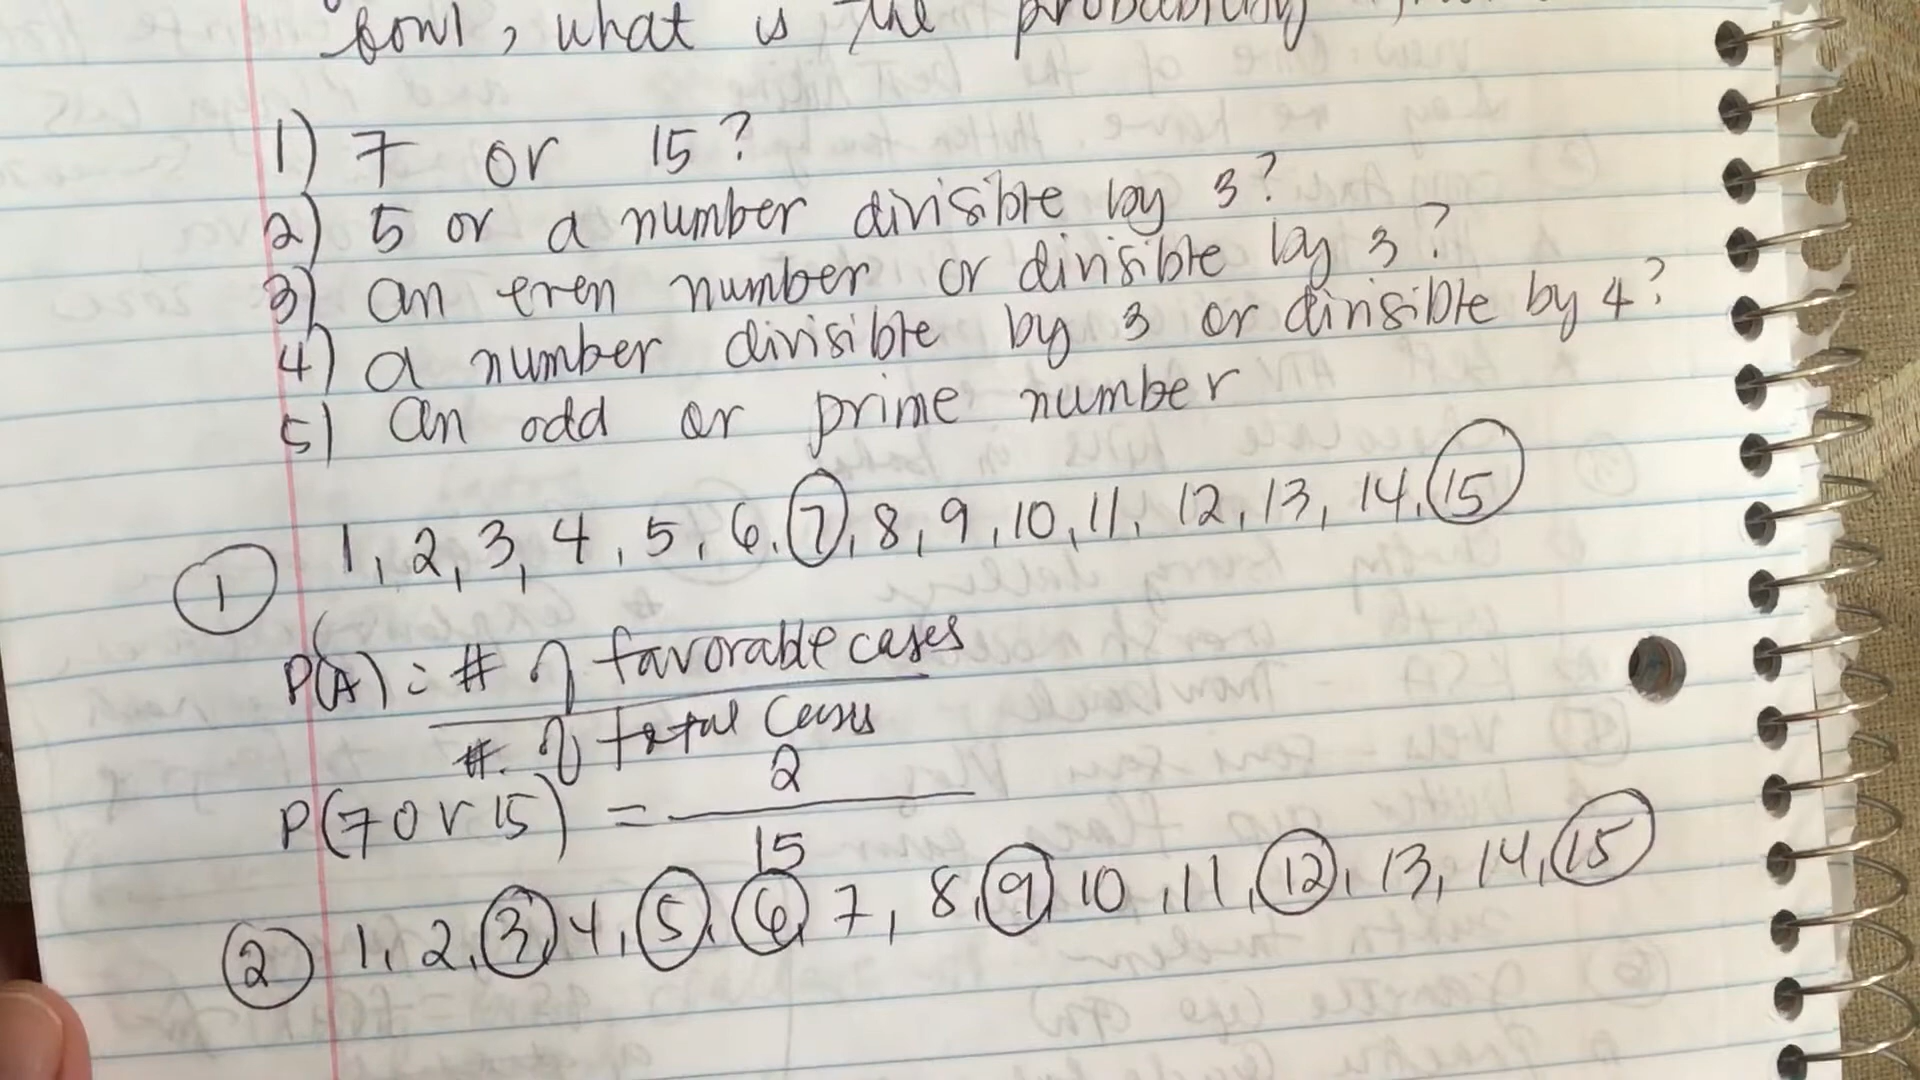 bowl, what is the probability
1) 7 or 15?
2) 5 or a number divisible by 3?
3) an even number or divisible by 3?
4) a number divisible by 3 or divisible by 4?
5) an odd or prime number
① 1, 2, 3, 4, 5, 6, 7, 8, 9, 10, 11, 12, 13, 14, 15
P(A) = # of favorable cases
# of total cases
P(7 or 15) = 2
15
② 1, 2, 3, 4, 5, 6, 7, 8, 9, 10, 11, 12, 13, 14, 15